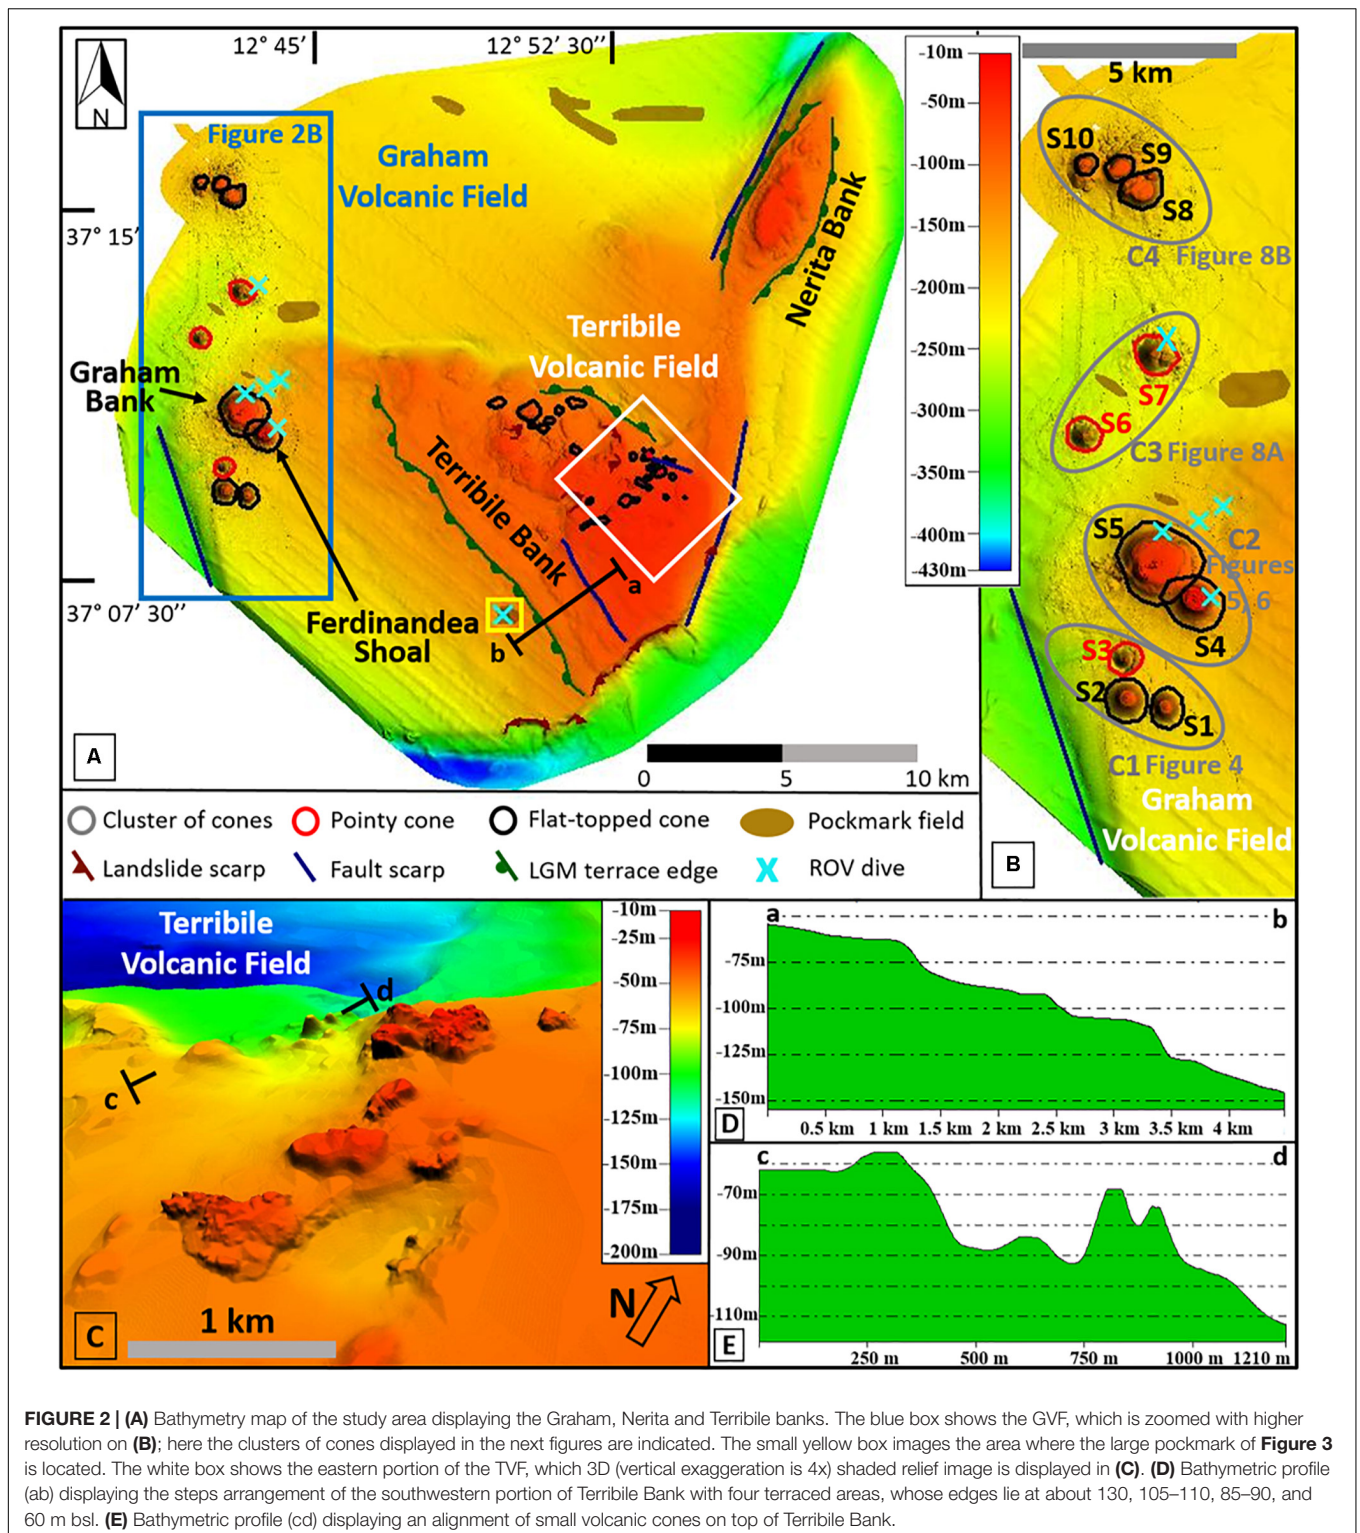 12° 45′
12° 52′ 30′′
N
Figure 2B
Graham
Volcanic Field
37° 15′
Nerita Bank
Terribile
Volcanic Field
Graham
Bank
Terribile Bank
a
b
37° 07′ 30′′
Ferdinandea
Shoal
A
0
5
10 km
-10m
-50m
-100m
-150m
-200m
-250m
-300m
-350m
-400m
-430m
5 km
S10
S9
S8
C4 Figure 8B
S7
S6
C3 Figure 8A
S5
C2
Figures
5, 6
S4
S3
S2
S1
C1 Figure 4
Graham
Volcanic Field
B
Cluster of cones
Pointy cone
Flat-topped cone
Pockmark field
Landslide scarp
Fault scarp
LGM terrace edge
ROV dive
Terribile
Volcanic Field
d
c
-10m
-25m
-50m
-75m
-100m
-125m
-150m
-175m
-200m
N
1 km
C
a
b
-75m
-100m
-125m
-150m
D
0.5 km 1 km 1.5 km 2 km 2.5 km 3 km 3.5 km 4 km
c
d
-70m
-90m
-110m
E
250 m 500 m 750 m 1000 m 1210 m
FIGURE 2 | (A) Bathymetry map of the study area displaying the Graham, Nerita and Terribile banks. The blue box shows the GVF, which is zoomed with higher
resolution on (B); here the clusters of cones displayed in the next figures are indicated. The small yellow box images the area where the large pockmark of Figure 3
is located. The white box shows the eastern portion of the TVF, which 3D (vertical exaggeration is 4x) shaded relief image is displayed in (C). (D) Bathymetric profile
(ab) displaying the steps arrangement of the southwestern portion of Terribile Bank with four terraced areas, whose edges lie at about 130, 105–110, 85–90, and
60 m bsl. (E) Bathymetric profile (cd) displaying an alignment of small volcanic cones on top of Terribile Bank.